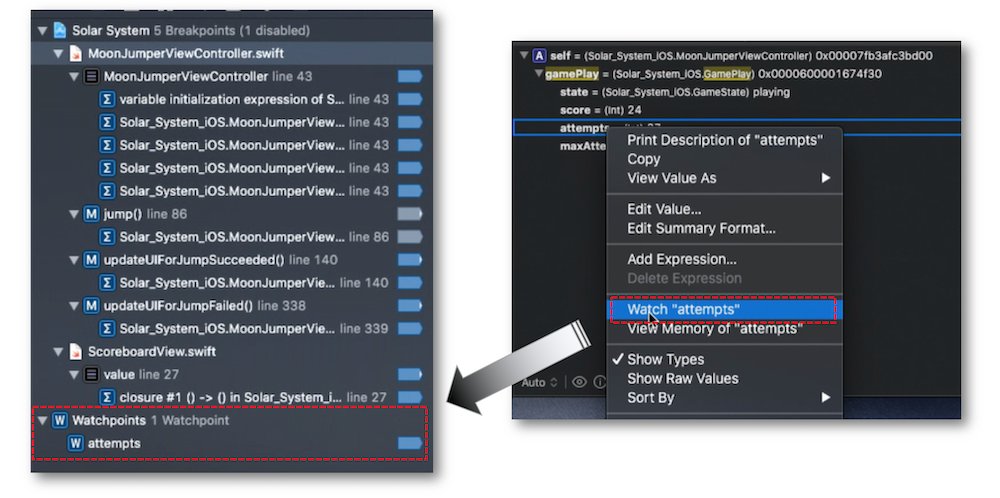 Solar System 5 Breakpoints (1 disabled)
MoonJumperViewController.swift
MoonJumperViewController line 43
Σ variable initialization expression of S... line 43
Σ Solar_System_iOS.MoonJumperView... line 43
Σ Solar_System_iOS.MoonJumperView... line 43
Σ Solar_System_iOS.MoonJumperView... line 43
Σ Solar_System_iOS.MoonJumperView... line 43
M jump() line 86
Σ Solar_System_iOS.MoonJumperView... line 86
M updateUIForJumpSucceeded() line 140
Σ Solar_System_iOS.MoonJumperVie... line 140
M updateUIForJumpFailed() line 338
Σ Solar_System_iOS.MoonJumperVie... line 339
ScoreboardView.swift
value line 27
Σ closure #1 () -> () in Solar_System_i... line 27
W Watchpoints 1 Watchpoint
W attempts
A self = (Solar_System_iOS.MoonJumperViewController) 0x00007fb3afc3bd00
gamePlay = (Solar_System_iOS.GamePlay) 0x0000600001674f30
state = (Solar_System_iOS.GameState) playing
score = (Int) 24
attempts
maxAtte
Print Description of "attempts"
Copy
View Value As
Edit Value...
Edit Summary Format...
Add Expression...
Delete Expression
Watch "attempts"
View Memory of "attempts"
✓ Show Types
Show Raw Values
Sort By
Auto